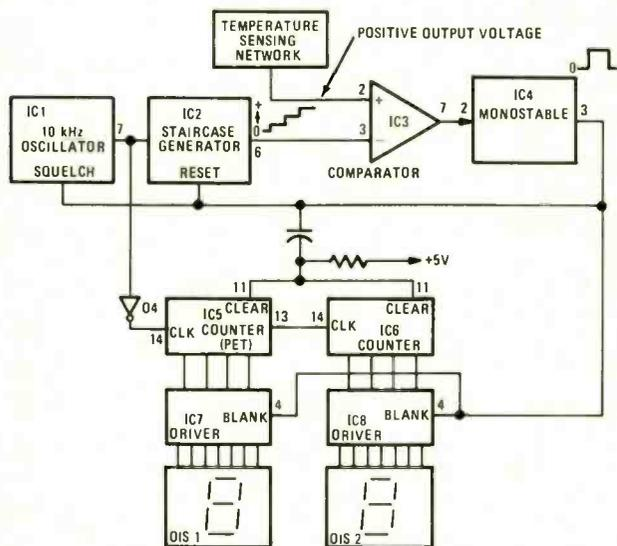 TEMPERATURE
SENSING
NETWORK
POSITIVE OUTPUT VOLTAGE
0
IC1
10 kHz
OSCILLATOR
SQUELCH
7
IC2
STAIRCASE
GENERATOR
RESET
+
0
6
2
+
3
−
IC3
COMPARATOR
7
2
IC4
MONOSTABLE
3
+5V
O4
14
11
CLEAR
IC5
CLK COUNTER
(PET)
13
14
11
CLEAR
CLK IC6
COUNTER
IC7
BLANK
DRIVER
4
IC8
BLANK
DRIVER
4
8
DIS 1
8
DIS 2